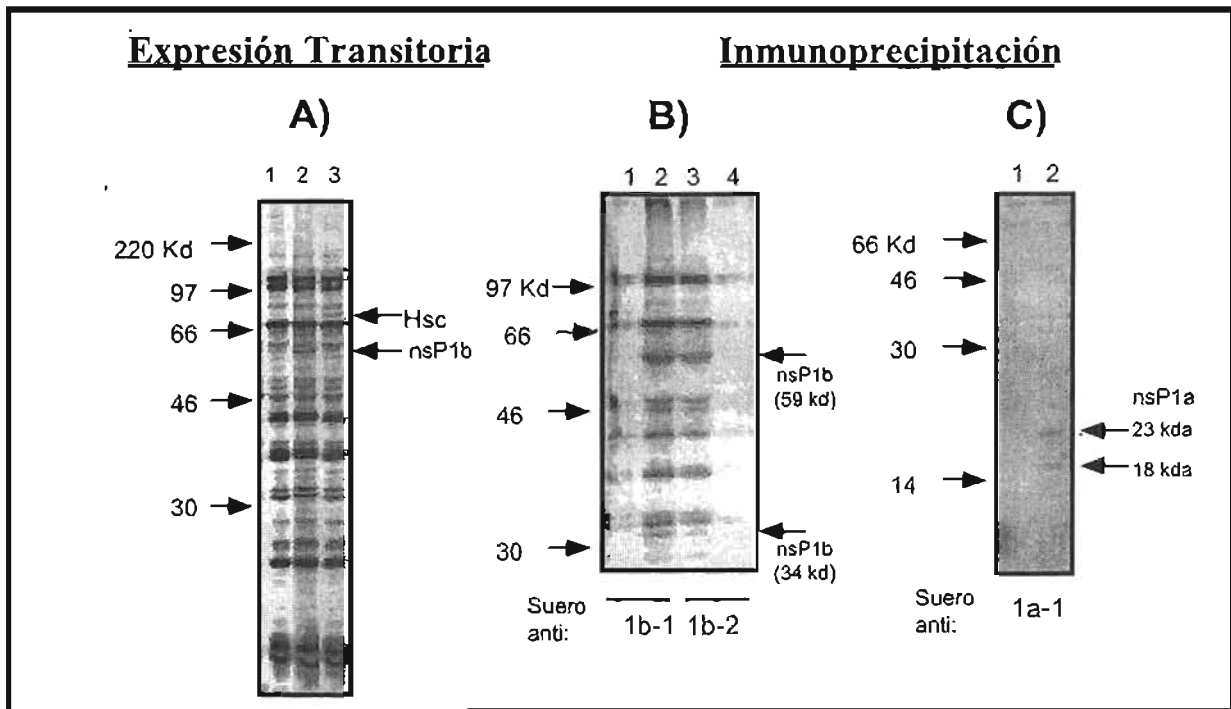 Expresión Transitoria
Inmunoprecipitación
A)
1 2 3
220 Kd
97
66
46
30
Hsc
nsP1b
B)
1 2 3 4
97 Kd
66
46
30
nsP1b
(59 kd)
nsP1b
(34 kd)
Suero
anti:
1b-1
1b-2
C)
1 2
66 Kd
46
30
14
nsP1a
23 kda
18 kda
Suero
anti:
1a-1